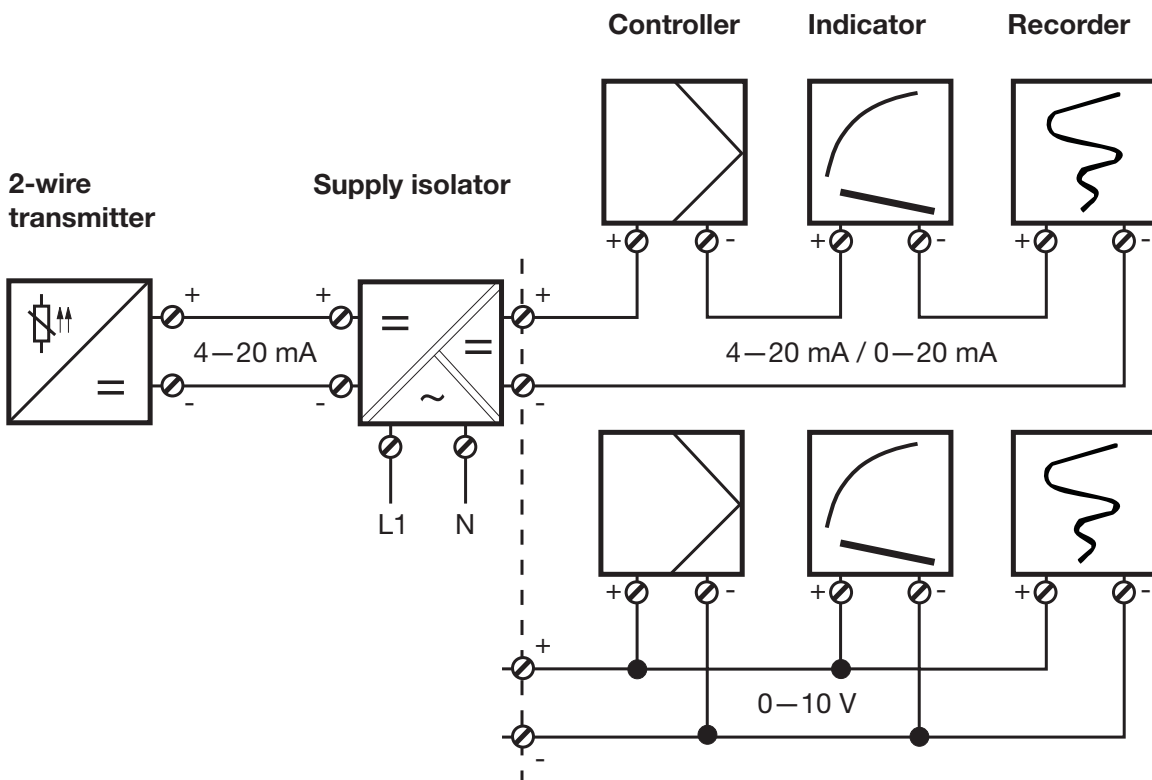 Controller
Indicator
Recorder
2-wire
transmitter
Supply isolator
+ - + - + -
+ + +
4—20 mA
4—20 mA / 0—20 mA
- - -
L1
N
+ - + - + -
+
0—10 V
-